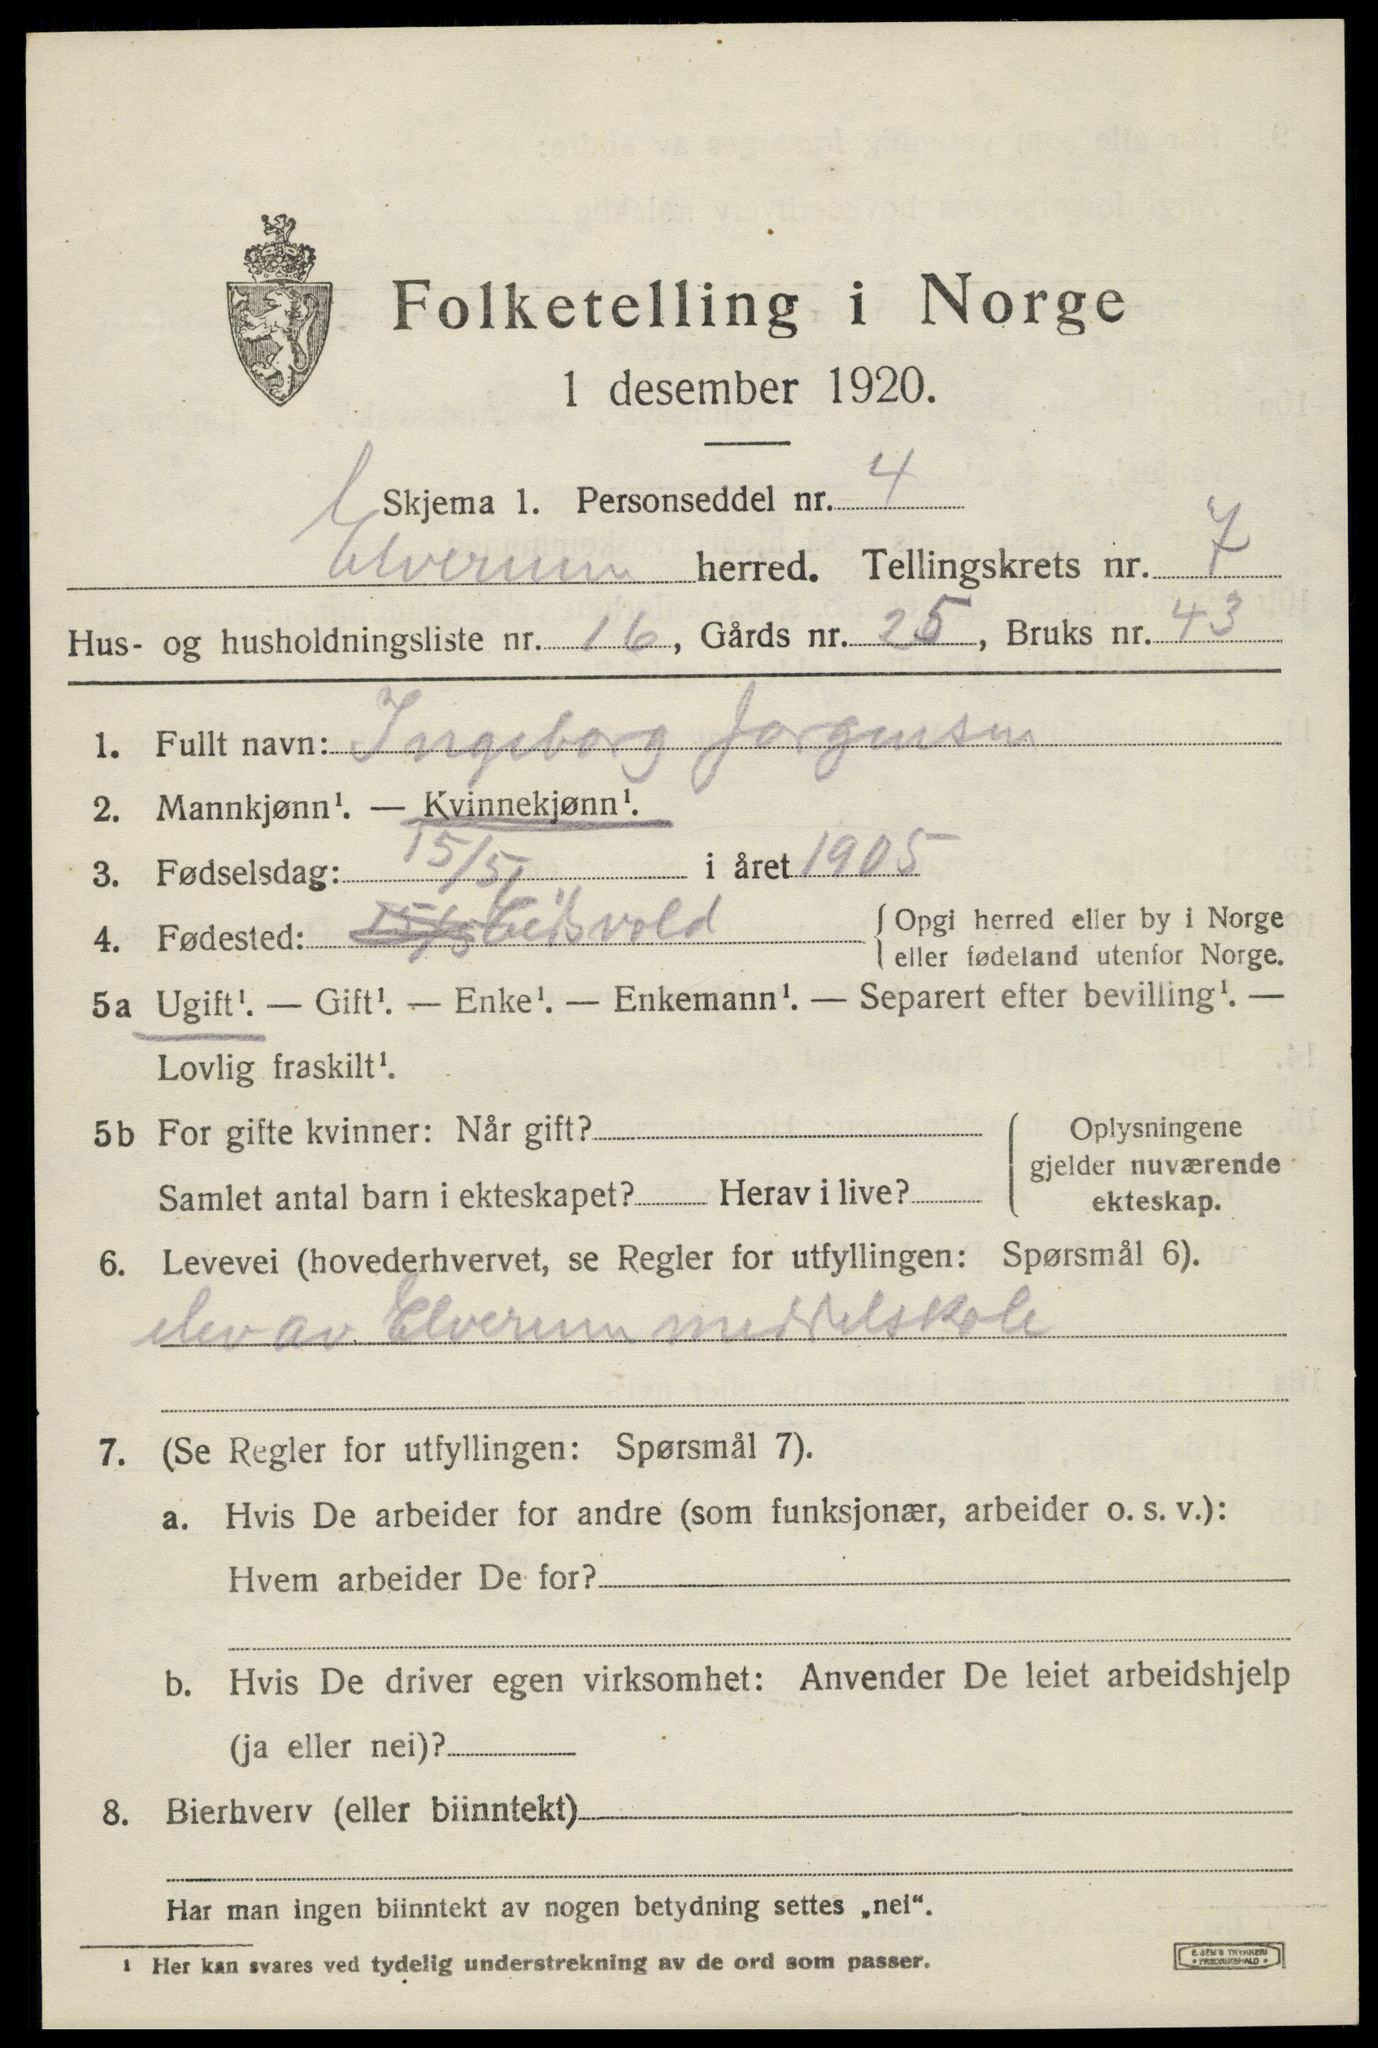 Folketelling i Norge
1 desember 1920.
Skjema 1. Personseddel nr. 4
Elverum herred. Tellingskrets nr. 7
Hus- og husholdningsliste nr. 16, Gårds nr. 25, Bruks nr. 43
1. Fullt navn: Ingeborg Jorgensen
2. Mannkjønn¹. — Kvinnekjønn¹.
3. Fødselsdag: 15/5 i året 1905
4. Fødested: 15/5 Eidsvold { Opgi herred eller by i Norge
eller fødeland utenfor Norge.
5a Ugift¹. — Gift¹. — Enke¹. — Enkemann¹. — Separert efter bevilling¹. —
Lovlig fraskilt¹.
5b For gifte kvinner: Når gift? { Oplysningene
gjelder nuværende
Samlet antal barn i ekteskapet? Herav i live? ekteskap.
6. Levevei (hovederhvervet, se Regler for utfyllingen: Spørsmål 6).
elev av Elverum middelskole
7. (Se Regler for utfyllingen: Spørsmål 7).
a. Hvis De arbeider for andre (som funksjonær, arbeider o. s. v.):
Hvem arbeider De for?
b. Hvis De driver egen virksomhet: Anvender De leiet arbeidshjelp
(ja eller nei)?
8. Bierhverv (eller biinntekt)
Har man ingen biinntekt av nogen betydning settes „nei“.
¹ Her kan svares ved tydelig understrekning av de ord som passer.
E. SEM'S TRYKKERI
• FREDRIKSHALD •